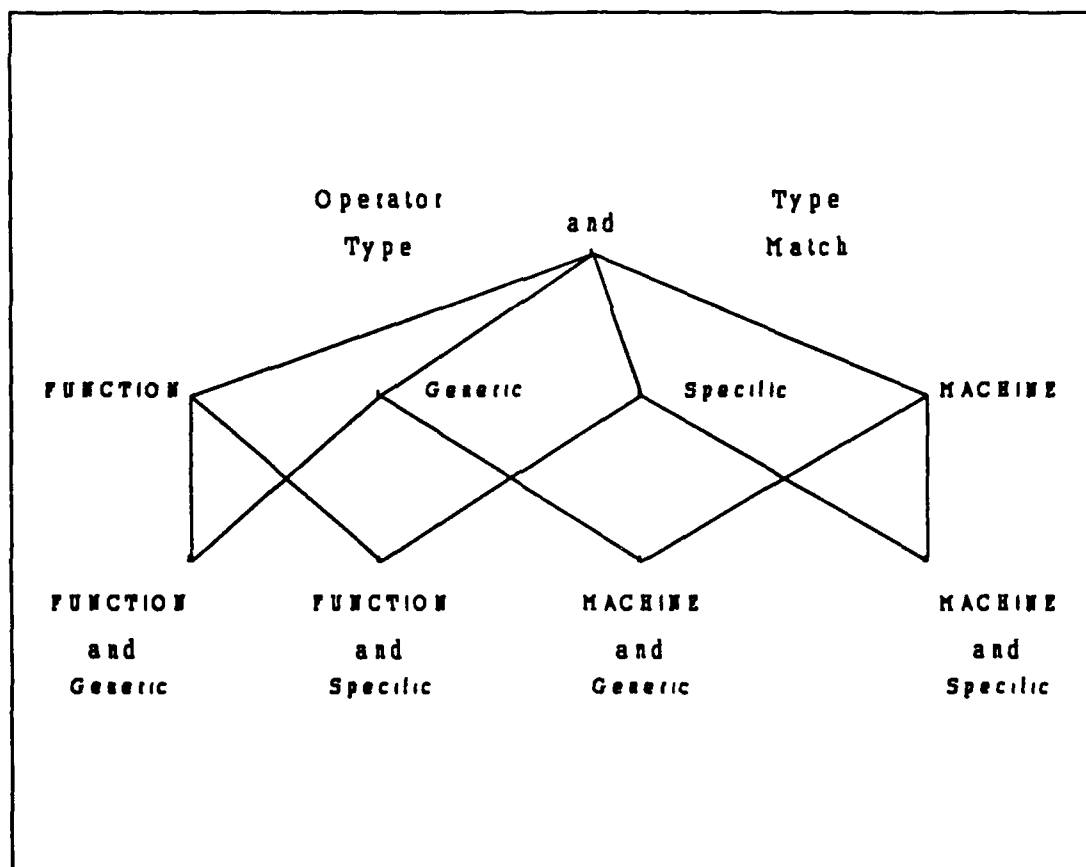 Operator
Type
and
Type
Match
FUNCTION
Generic
Specific
MACHINE
FUNCTION
and
Generic
FUNCTION
and
Specific
MACHINE
and
Generic
MACHINE
and
Specific